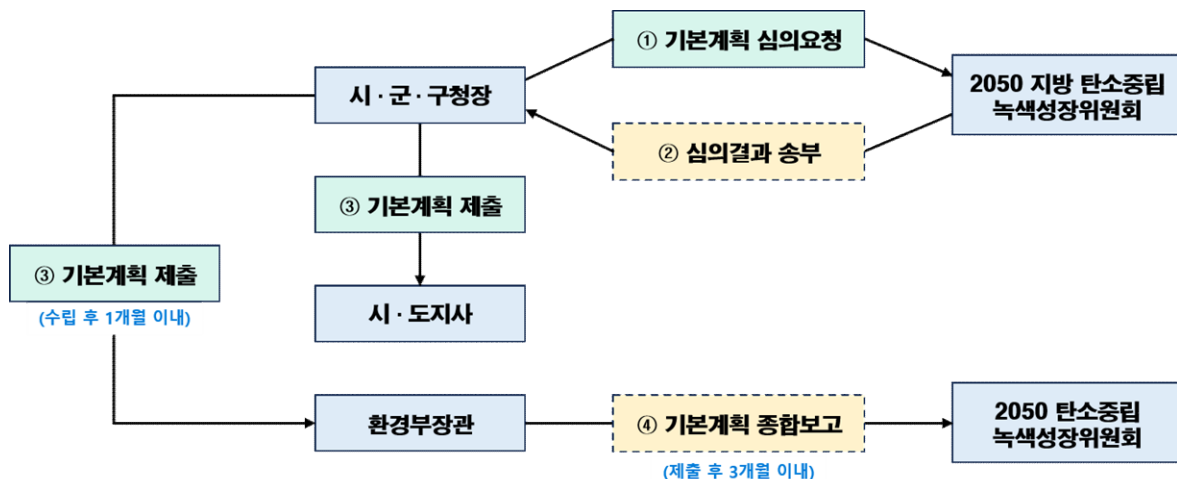 ① 기본계획 심의요청
시·군·구청장
2050 지방 탄소중립
녹색성장위원회
② 심의결과 송부
③ 기본계획 제출
③ 기본계획 제출
(수립 후 1개월 이내)
시·도지사
환경부장관
④ 기본계획 종합보고
(제출 후 3개월 이내)
2050 탄소중립
녹색성장위원회